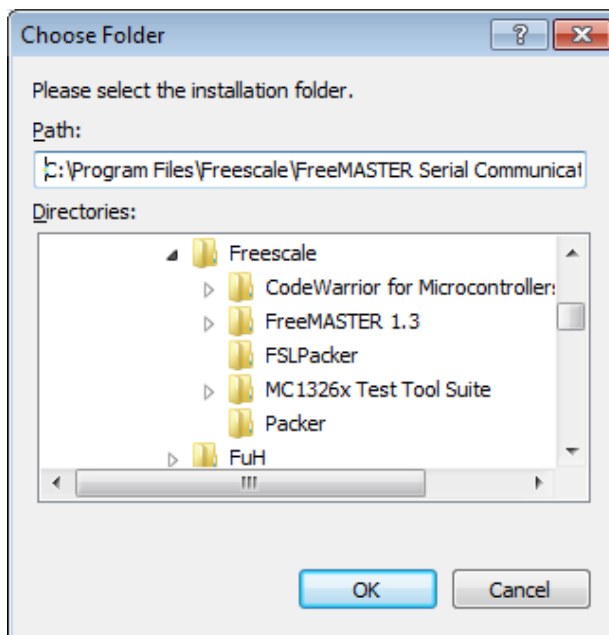 Choose Folder
Please select the installation folder.
Path:
C:\Program Files\Freescale\FreeMASTER Serial Communicat
Directories:
Freescale
CodeWarrior for Microcontrollers
FreeMASTER 1.3
FSLPacker
MC1326x Test Tool Suite
Packer
FuH
OK Cancel